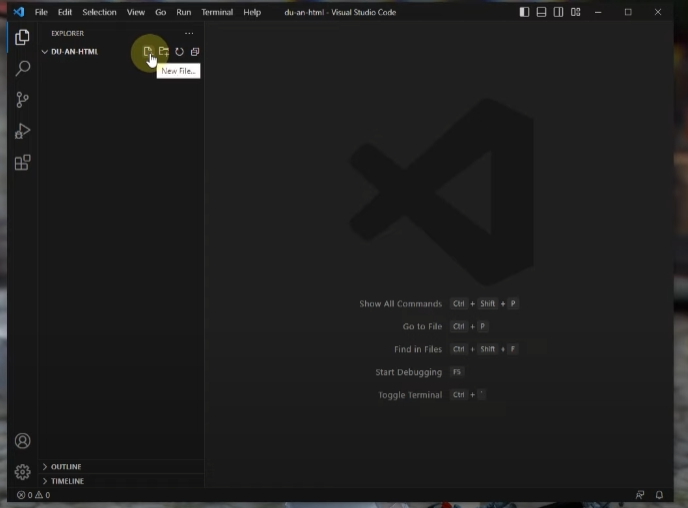 File Edit Selection View Go Run Terminal Help du-an-html - Visual Studio Code
EXPLORER ...
DU-AN-HTML
New File...
Show All Commands Ctrl + Shift + P
Go to File Ctrl + P
Find in Files Ctrl + Shift + F
Start Debugging F5
Toggle Terminal Ctrl + `
OUTLINE
TIMELINE
0 0